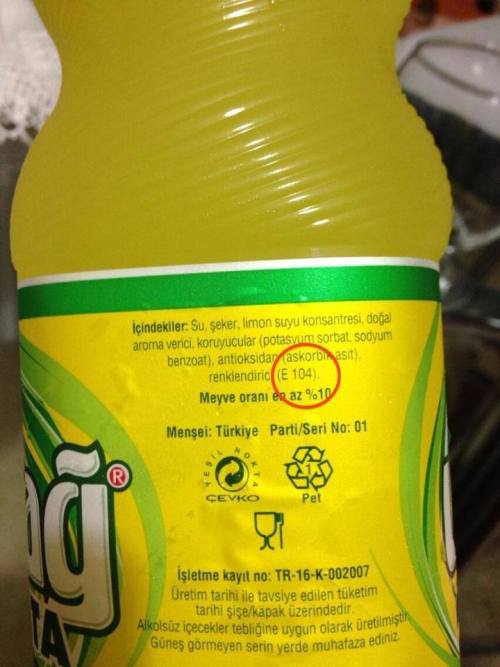 İçindekiler: Su, şeker, limon suyu konsantresi, doğal
aroma verici, koruyucular (potasyum sorbat, sodyum
benzoat), antioksidan (askorbik asit),
renklendirici (E 104).
Meyve oranı en az %10
Menşei: Türkiye Parti/Seri No: 01
YEŞİL NOKTA
ÇEVKO
1
Pet
ağ®
TA
İşletme kayıt no: TR-16-K-002007
Üretim tarihi ile tavsiye edilen tüketim
tarihi şişe/kapak üzerindedir.
Alkolsüz içecekler tebliğine uygun olarak üretilmiştir.
Güneş görmeyen serin yerde muhafaza ediniz.